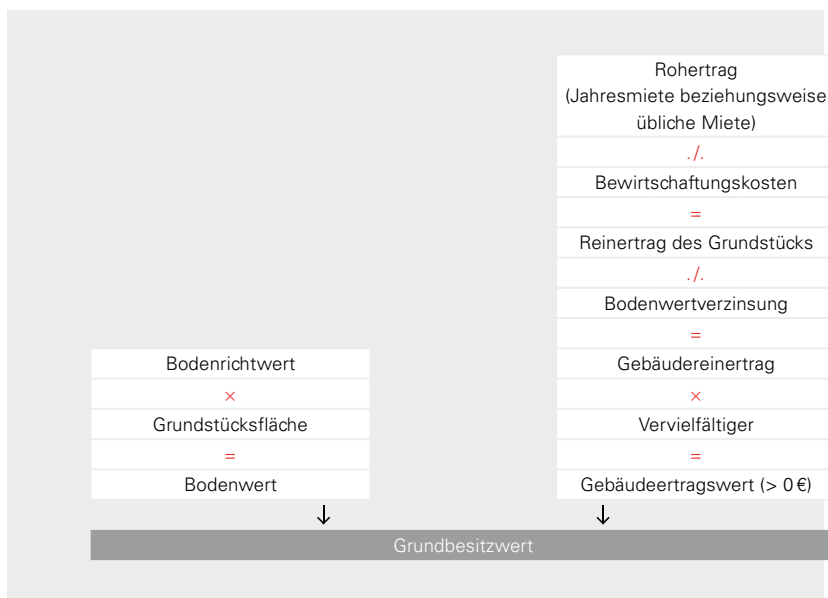 Rohertrag
(Jahresmiete beziehungsweise
übliche Miete)
./.
Bewirtschaftungskosten
=
Reinertrag des Grundstücks
./.
Bodenwertverzinsung
=
Gebäudereinertrag
×
Vervielfältiger
=
Gebäudeertragswert (> 0 €)
Bodenrichtwert
×
Grundstücksfläche
=
Bodenwert
↓ ↓
Grundbesitzwert